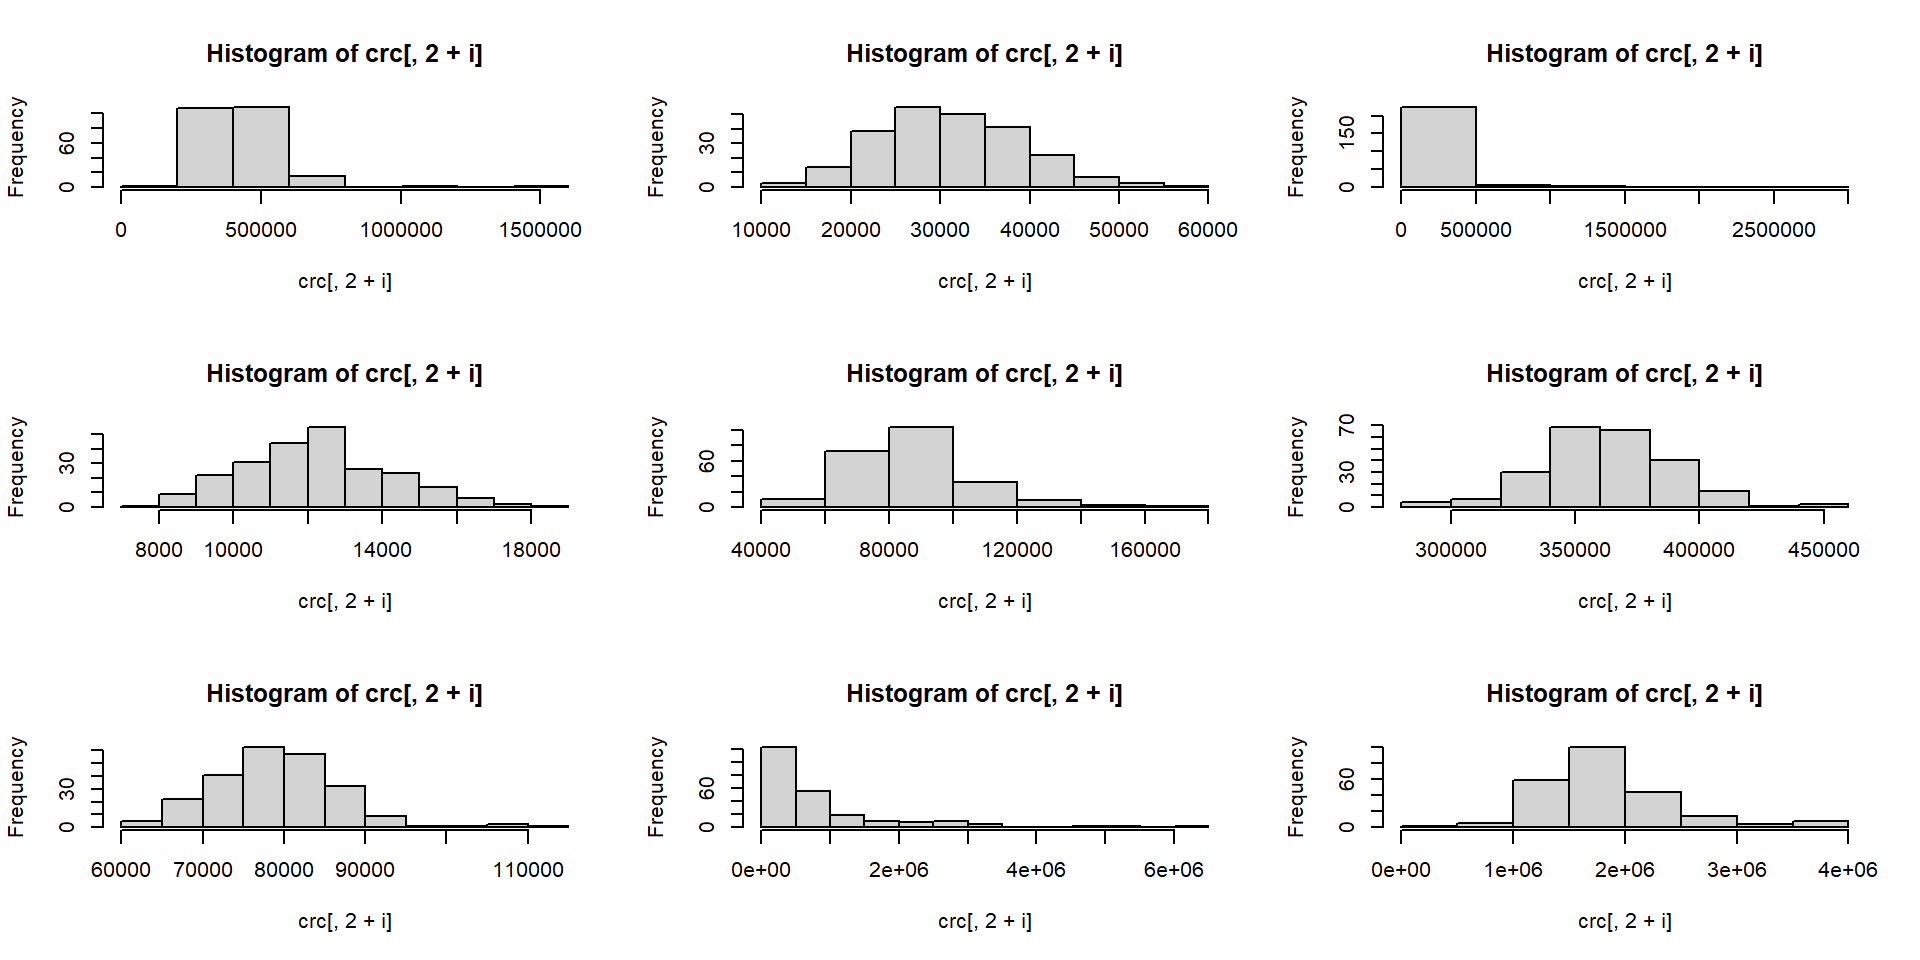 Histogram of crc[, 2 + i]
Frequency
60
0
0 500000 1000000 1500000
crc[, 2 + i]
Histogram of crc[, 2 + i]
Frequency
30
0
10000 20000 30000 40000 50000 60000
crc[, 2 + i]
Histogram of crc[, 2 + i]
Frequency
150
0
0 500000 1500000 2500000
crc[, 2 + i]
Histogram of crc[, 2 + i]
Frequency
30
0
8000 10000 14000 18000
crc[, 2 + i]
Histogram of crc[, 2 + i]
Frequency
60
0
40000 80000 120000 160000
crc[, 2 + i]
Histogram of crc[, 2 + i]
Frequency
70
30
0
300000 350000 400000 450000
crc[, 2 + i]
Histogram of crc[, 2 + i]
Frequency
30
0
60000 70000 80000 90000 110000
crc[, 2 + i]
Histogram of crc[, 2 + i]
Frequency
60
0
0e+00 2e+06 4e+06 6e+06
crc[, 2 + i]
Histogram of crc[, 2 + i]
Frequency
60
0
0e+00 1e+06 2e+06 3e+06 4e+06
crc[, 2 + i]